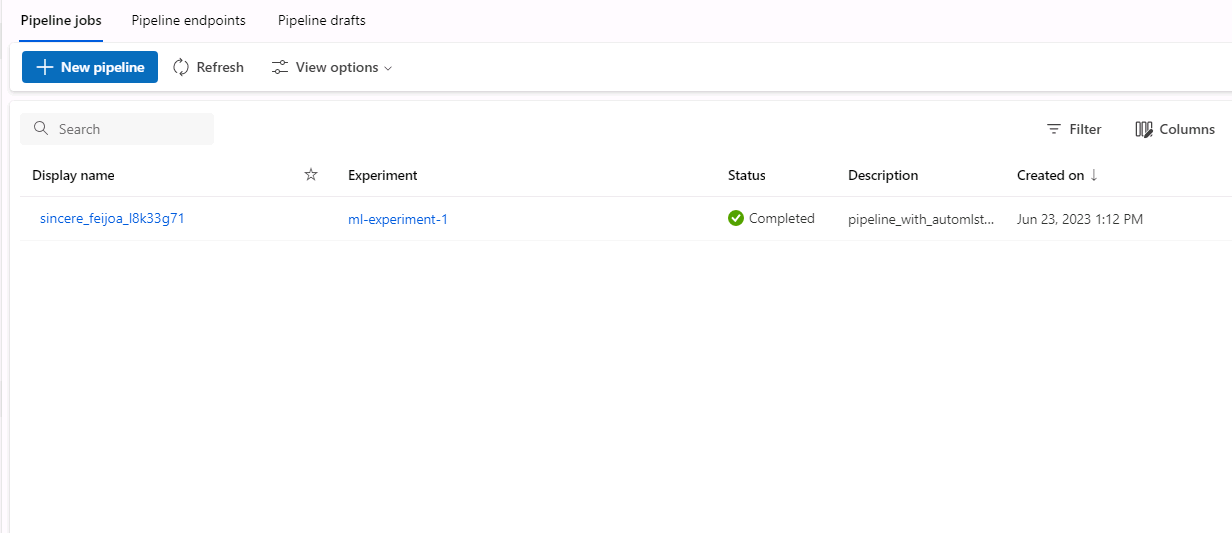 Pipeline jobs Pipeline endpoints Pipeline drafts
New pipeline Refresh View options
Search Filter Columns
Display name Experiment Status Description Created on
sincere_feijoa_l8k33g71 ml-experiment-1 Completed pipeline_with_automlst... Jun 23, 2023 1:12 PM